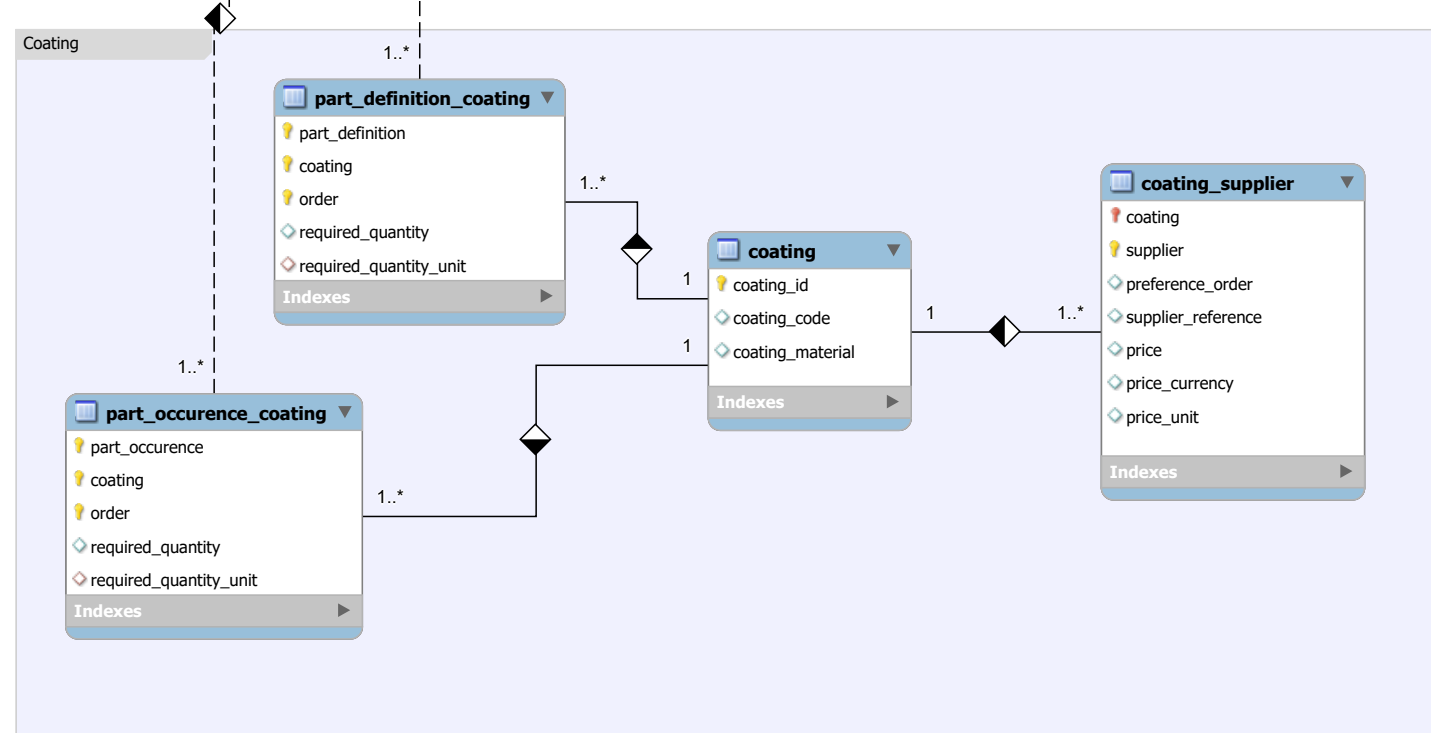 Coating
1..*
part_definition_coating
part_definition
coating
order
required_quantity
required_quantity_unit
Indexes
1..*
1
coating
coating_id
coating_code
coating_material
Indexes
1
1
1..*
coating_supplier
coating
supplier
preference_order
supplier_reference
price
price_currency
price_unit
Indexes
1..*
part_occurence_coating
part_occurence
coating
order
required_quantity
required_quantity_unit
Indexes
1..*